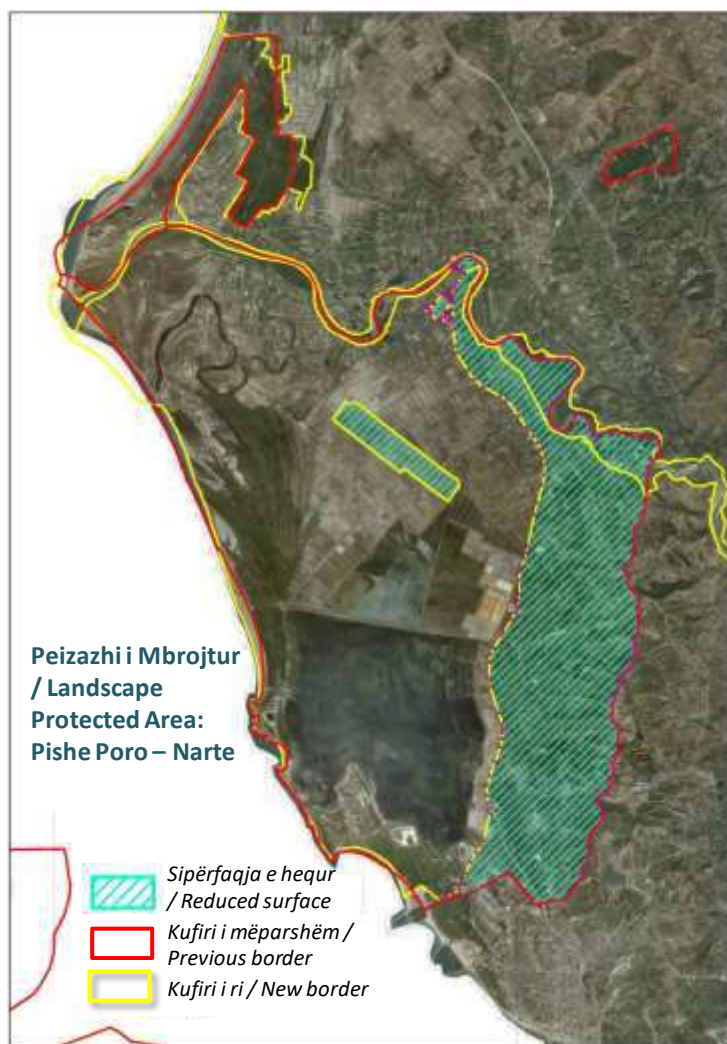 Peizazhi i Mbrojtur
/ Landscape
Protected Area:
Pishe Poro – Narte
Sipërfaqja e hequr
/ Reduced surface
Kufiri i mëparshëm /
Previous border
Kufiri i ri / New border